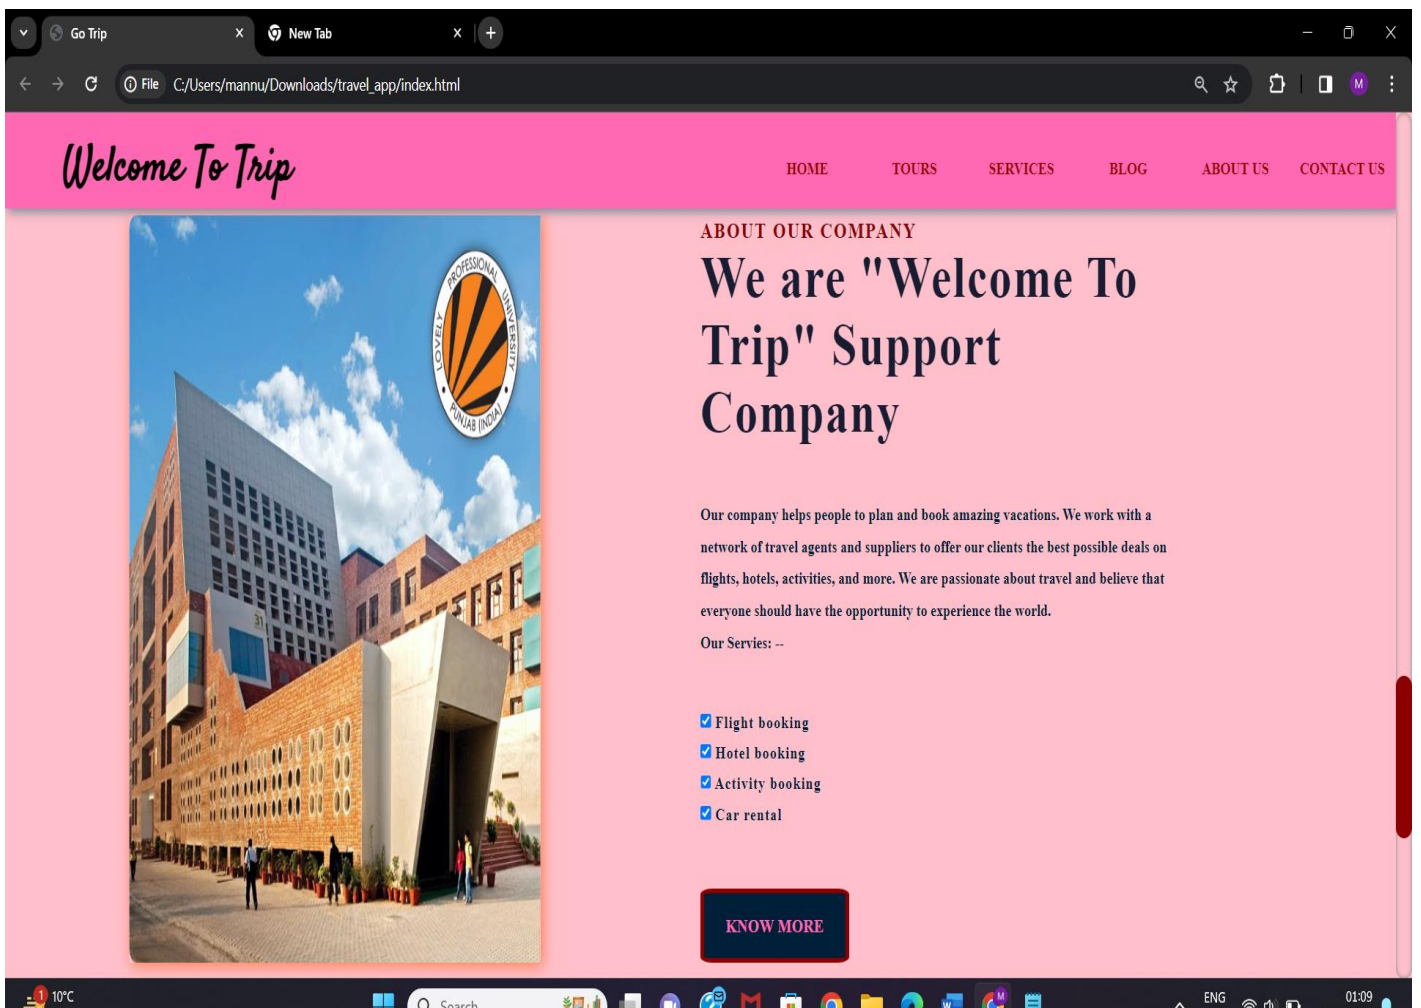 Go Trip
New Tab
File C:/Users/mannu/Downloads/travel_app/index.html
M
Welcome To Trip
HOME TOURS SERVICES BLOG ABOUT US CONTACT US
LOVELY PROFESSIONAL UNIVERSITY
PUNJAB (INDIA)
31
ABOUT OUR COMPANY
We are "Welcome To
Trip" Support
Company
Our company helps people to plan and book amazing vacations. We work with a
network of travel agents and suppliers to offer our clients the best possible deals on
flights, hotels, activities, and more. We are passionate about travel and believe that
everyone should have the opportunity to experience the world.
Our Servies: --
Flight booking
Hotel booking
Activity booking
Car rental
KNOW MORE
1
10°C
Search
M
ENG
01:09